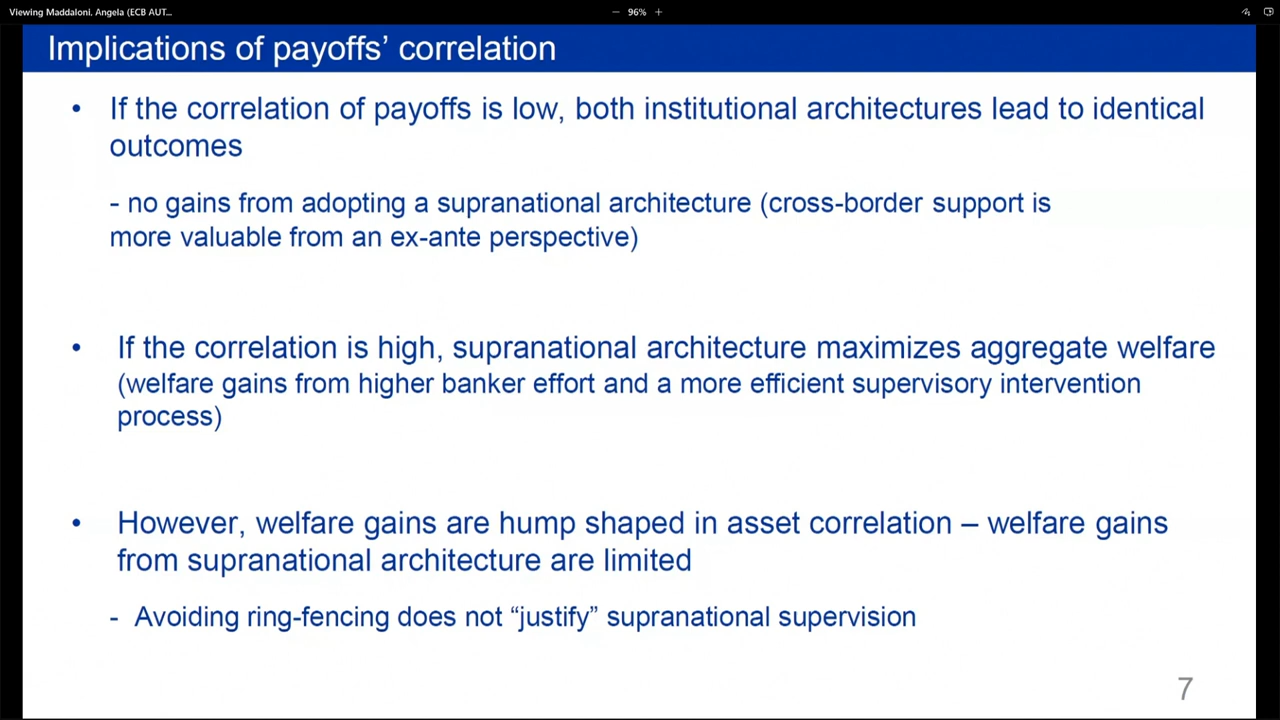 Viewing Maddaloni, Angela (ECB AUT...
− 96% +
Implications of payoffs’ correlation
• If the correlation of payoffs is low, both institutional architectures lead to identical
outcomes
- no gains from adopting a supranational architecture (cross-border support is
more valuable from an ex-ante perspective)
• If the correlation is high, supranational architecture maximizes aggregate welfare
(welfare gains from higher banker effort and a more efficient supervisory intervention
process)
• However, welfare gains are hump shaped in asset correlation – welfare gains
from supranational architecture are limited
- Avoiding ring-fencing does not “justify” supranational supervision
7